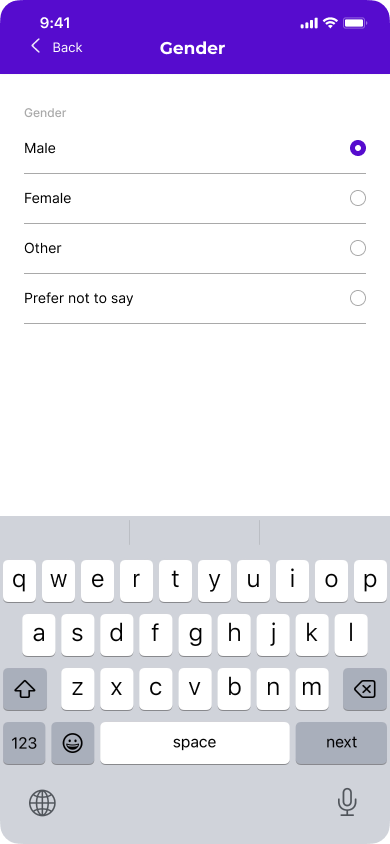 9:41
Back Gender
Gender
Male
Female
Other
Prefer not to say
q w e r t y u i o p
a s d f g h j k l
z x c v b n m
123 space next